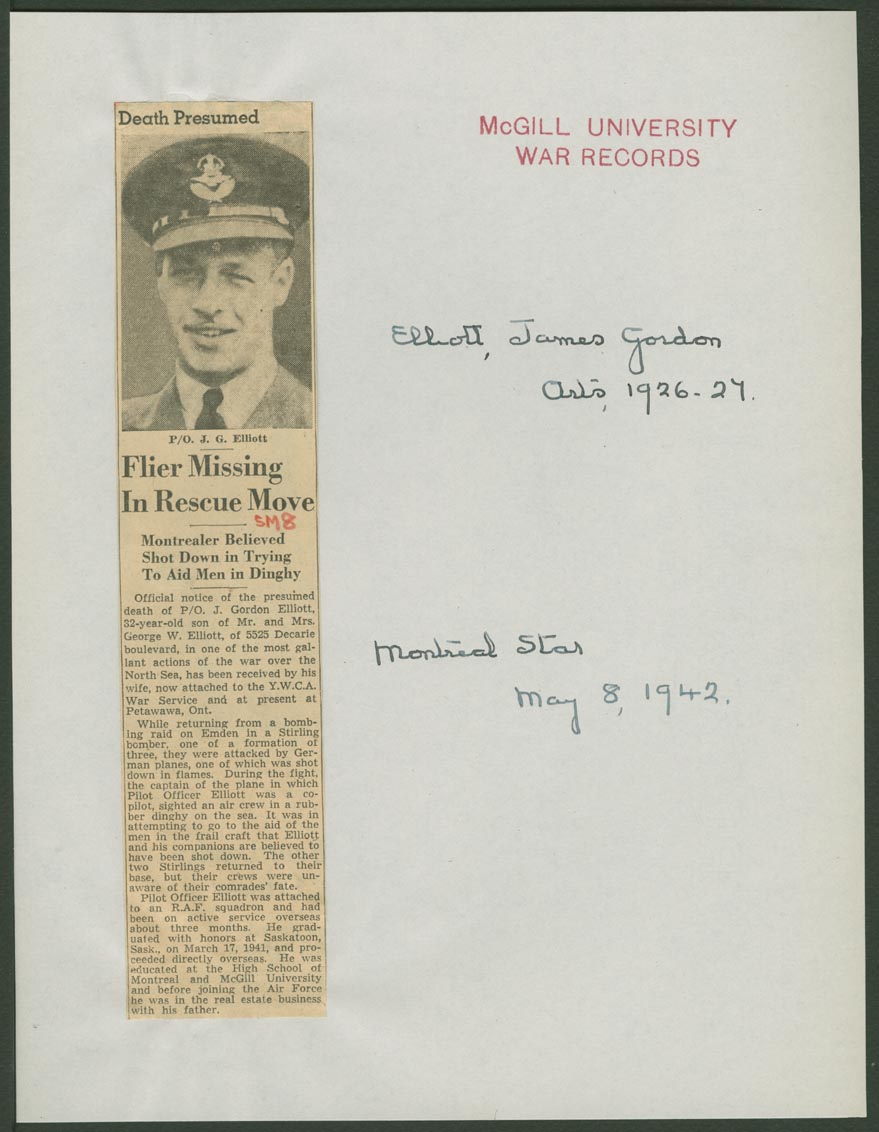 Death Presumed
P/O. J. G. Elliott
Flier Missing
In Rescue Move
SM8
Montrealer Believed
Shot Down in Trying
To Aid Men in Dinghy
Official notice of the presumed
death of P/O. J. Gordon Elliott,
32-year-old son of Mr. and Mrs.
George W. Elliott, of 5525 Decarie
boulevard, in one of the most gal-
lant actions of the war over the
North Sea, has been received by his
wife, now attached to the Y.W.C.A.
War Service and at present at
Petawawa, Ont.
While returning from a bomb-
ing raid on Emden in a Stirling
bomber, one of a formation of
three, they were attacked by Ger-
man planes, one of which was shot
down in flames. During the fight,
the captain of the plane in which
Pilot Officer Elliott was a co-
pilot, sighted an air crew in a rub-
ber dinghy on the sea. It was in
attempting to go to the aid of the
men in the frail craft that Elliott
and his companions are believed to
have been shot down. The other
two Stirlings returned to their
base, but their crews were un-
aware of their comrades' fate.
Pilot Officer Elliott was attached
to an R.A.F. squadron and had
been on active service overseas
about three months. He grad-
uated with honors at Saskatoon,
Sask., on March 17, 1941, and pro-
ceeded directly overseas. He was
educated at the High School of
Montreal and McGill University
and before joining the Air Force
he was in the real estate business
with his father.
McGILL UNIVERSITY
WAR RECORDS
Elliott, James Gordon
Arts, 1926-27.
Montreal Star
May 8, 1942.